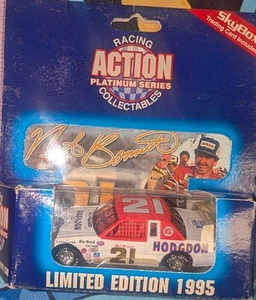 RACING
ACTION
PLATINUM SERIES
COLLECTABLES
SkyBox
Trading Card Included
Neil Bonnett
21
HODGDON
21
LIMITED EDITION 1995